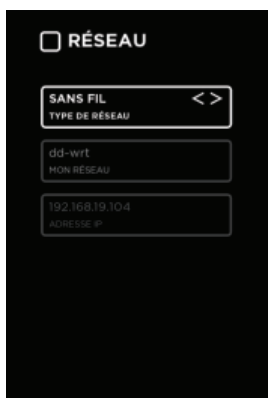 RÉSEAU
SANS FIL < >
TYPE DE RÉSEAU
dd-wrt
MON RÉSEAU
192.168.19.104
ADRESSE IP